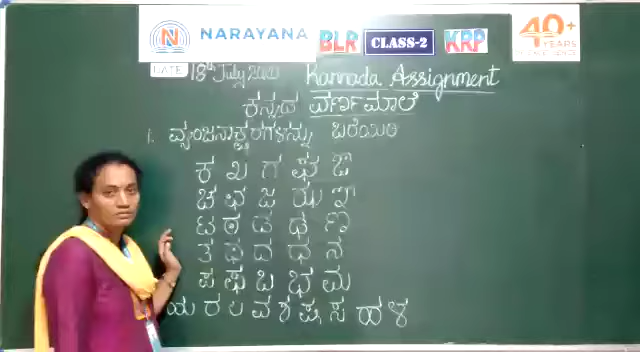 NARAYANA
BLR CLASS-2 KRP
40+ YEARS
DATE 18th July 2021 Kannada Assignment
ಕನ್ನಡ ವರ್ಣಮಾಲೆ
1. ವ್ಯಂಜನಾಕ್ಷರಗಳನ್ನು ಬರೆಯಿರಿ
ಕ ಖ ಗ ಘ ಙ
ಚ ಛ ಜ ಝ ಞ
ಟ ಠ ಡ ಢ ಣ
ತ ಥ ದ ಧ ನ
ಪ ಫ ಬ ಭ ಮ
ಯ ರ ಲ ವ ಶ ಷ ಸ ಹ ಳ